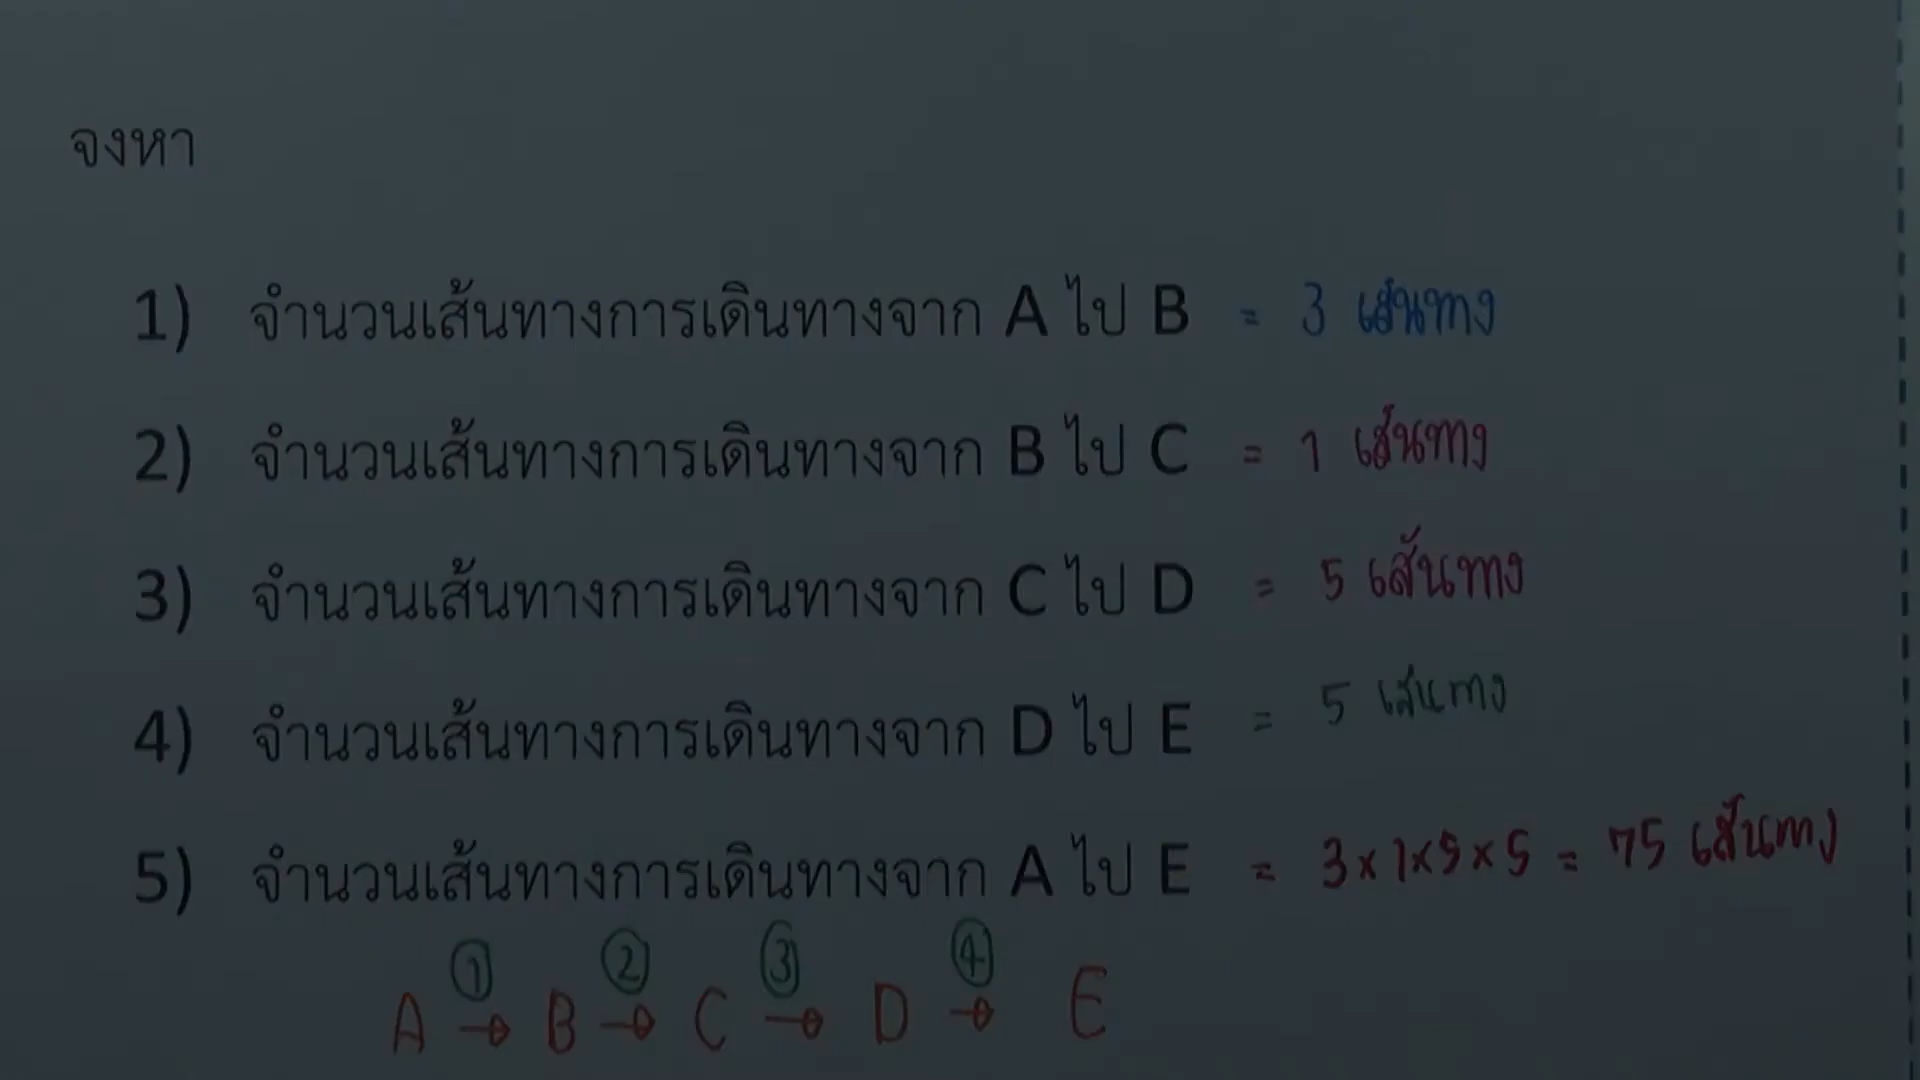 จงหา
1) จำนวนเส้นทางการเดินทางจาก A ไป B = 3 เส้นทาง
2) จำนวนเส้นทางการเดินทางจาก B ไป C = 1 เส้นทาง
3) จำนวนเส้นทางการเดินทางจาก C ไป D = 5 เส้นทาง
4) จำนวนเส้นทางการเดินทางจาก D ไป E = 5 เส้นทาง
5) จำนวนเส้นทางการเดินทางจาก A ไป E = 3×1×5×5 = 75 เส้นทาง
① ② ③ ④
A → B → C → D → E